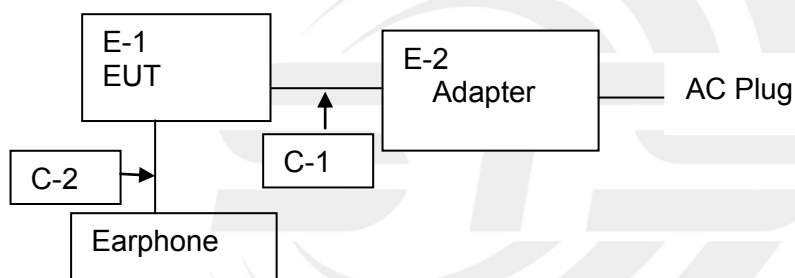 E-1
EUT
E-2
Adapter
AC Plug
C-2
C-1
Earphone